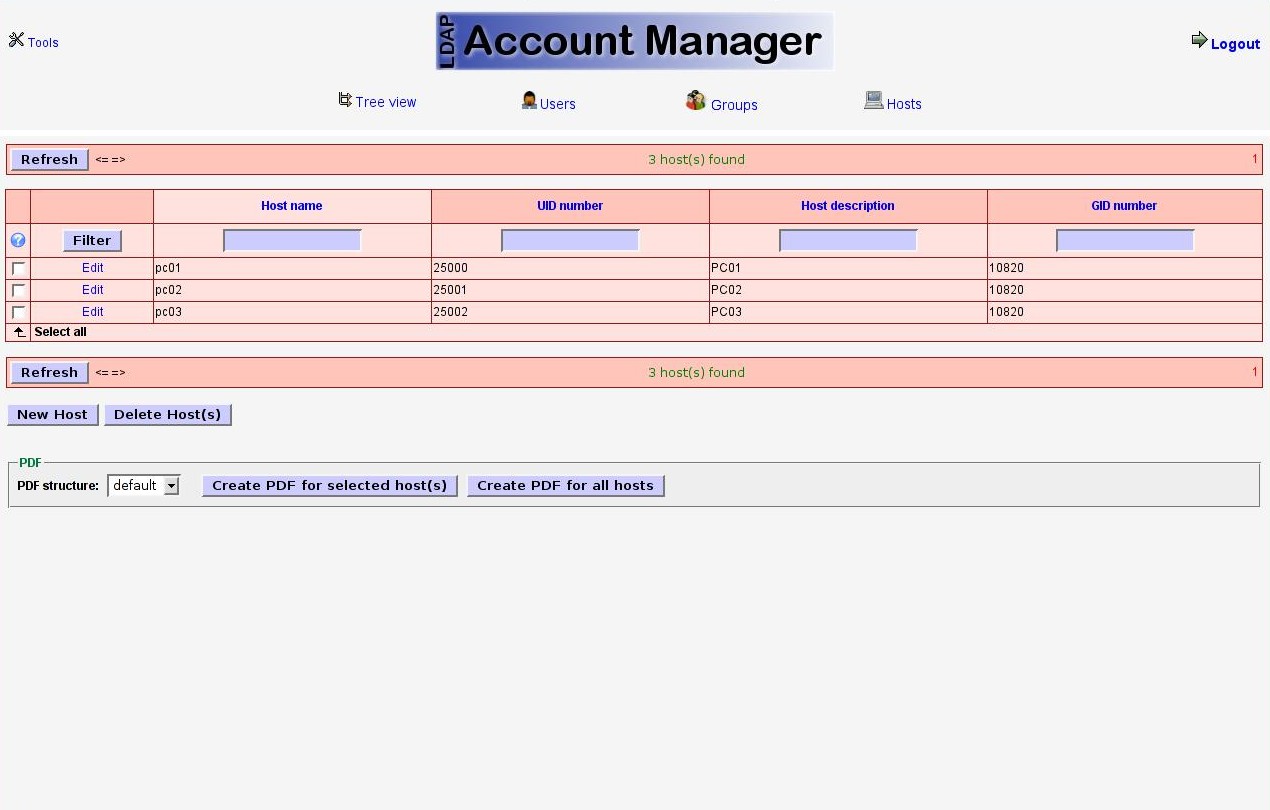 Tools
LDAP Account Manager
Logout
Tree view Users Groups Hosts
Refresh <= => 3 host(s) found 1
Host name UID number Host description GID number
? Filter
Edit pc01 25000 PC01 10820
Edit pc02 25001 PC02 10820
Edit pc03 25002 PC03 10820
Select all
Refresh <= => 3 host(s) found 1
New Host Delete Host(s)
PDF
PDF structure: default Create PDF for selected host(s) Create PDF for all hosts